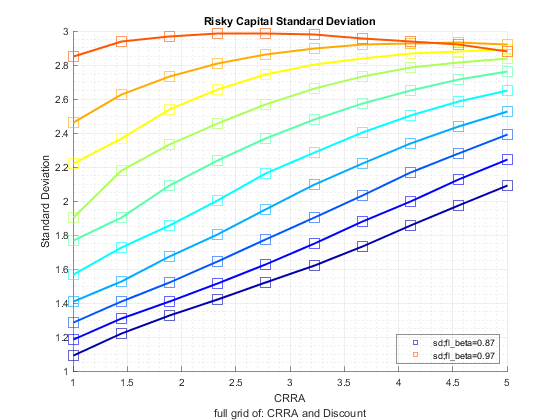 Risky Capital Standard Deviation
3
2.8
2.6
2.4
2.2
2
1.8
1.6
1.4
1.2
1
Standard Deviation
sd;fl_beta=0.87
sd;fl_beta=0.97
1 1.5 2 2.5 3 3.5 4 4.5 5
CRRA
full grid of: CRRA and Discount